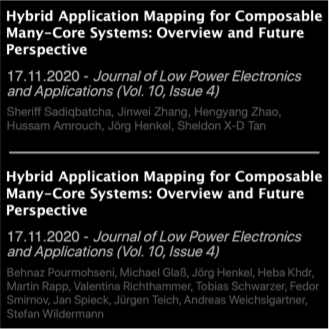 Hybrid Application Mapping for Composable
Many-Core Systems: Overview and Future
Perspective
17.11.2020 - Journal of Low Power Electronics
and Applications (Vol. 10, Issue 4)
Sheriff Sadiqbatcha, Jinwei Zhang, Hengyang Zhao,
Hussam Amrouch, Jörg Henkel, Sheldon X-D Tan
Hybrid Application Mapping for Composable
Many-Core Systems: Overview and Future
Perspective
17.11.2020 - Journal of Low Power Electronics
and Applications (Vol. 10, Issue 4)
Behnaz Pourmohseni, Michael Glaß, Jörg Henkel, Heba Khdr,
Martin Rapp, Valentina Richthammer, Tobias Schwarzer, Fedor
Smirnov, Jan Spieck, Jürgen Teich, Andreas Weichslgartner,
Stefan Wildermann